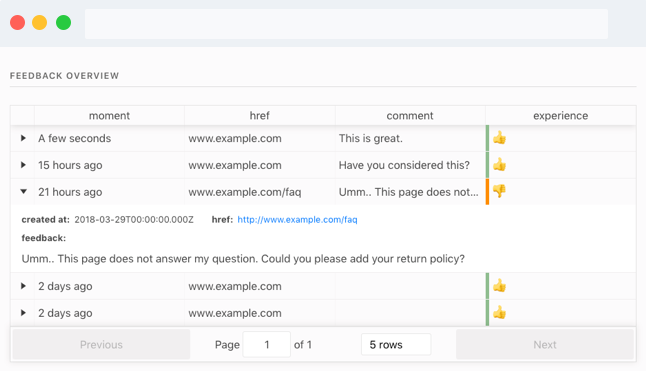 FEEDBACK OVERVIEW
moment href comment experience
A few seconds www.example.com This is great.
15 hours ago www.example.com Have you considered this?
21 hours ago www.example.com/faq Umm.. This page does not...
created at: 2018-03-29T00:00:00.000Z href: http://www.example.com/faq
feedback:
Umm.. This page does not answer my question. Could you please add your return policy?
2 days ago www.example.com
2 days ago www.example.com
Previous Page 1 of 1 5 rows Next